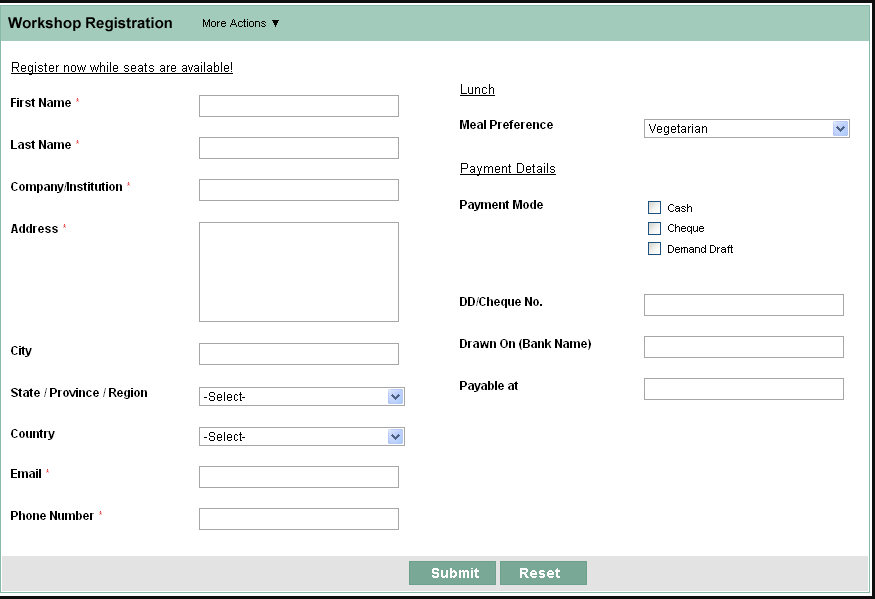 Workshop Registration More Actions ▼
Register now while seats are available!
First Name *
Last Name *
Company/Institution *
Address *
City
State / Province / Region -Select-
Country -Select-
Email *
Phone Number *
Lunch
Meal Preference Vegetarian
Payment Details
Payment Mode Cash
Cheque
Demand Draft
DD/Cheque No.
Drawn On (Bank Name)
Payable at
Submit Reset